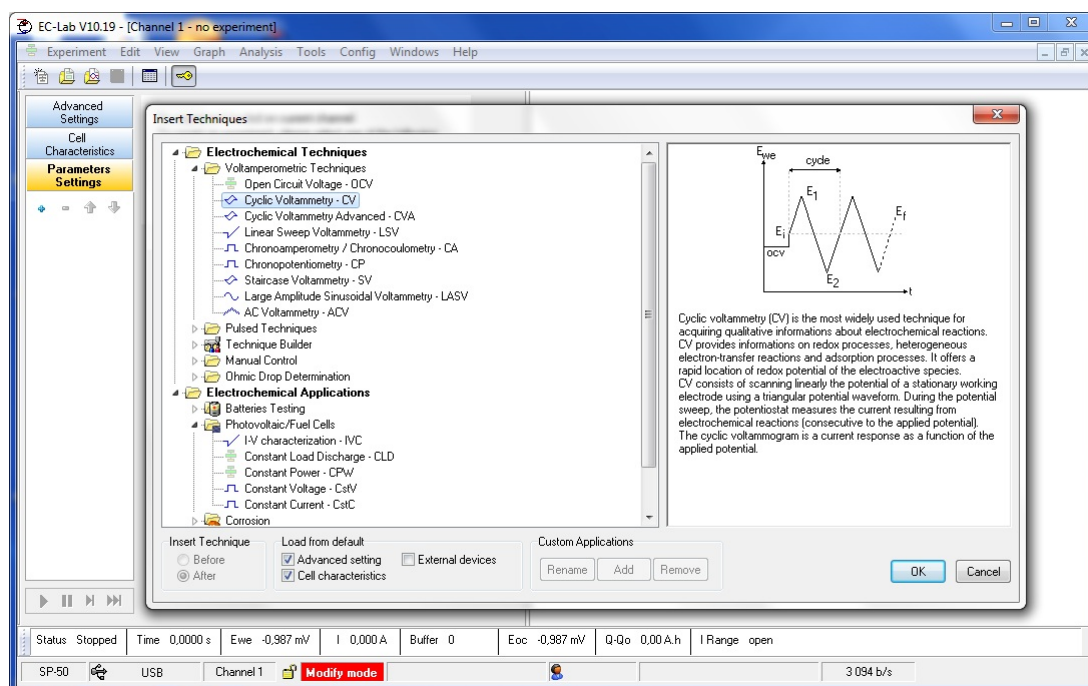 EC-Lab V10.19 - [Channel 1 - no experiment]
Experiment Edit View Graph Analysis Tools Config Windows Help
Advanced
Settings
Cell
Characteristics
Parameters
Settings
Insert Techniques
Electrochemical Techniques
Voltamperometric Techniques
Open Circuit Voltage - OCV
Cyclic Voltammetry - CV
Cyclic Voltammetry Advanced - CVA
Linear Sweep Voltammetry - LSV
Chronoamperometry / Chronocoulometry - CA
Chronopotentiometry - CP
Staircase Voltammetry - SV
Large Amplitude Sinusoidal Voltammetry - LASV
AC Voltammetry - ACV
Pulsed Techniques
Technique Builder
Manual Control
Ohmic Drop Determination
Electrochemical Applications
Batteries Testing
Photovoltaic/Fuel Cells
I-V characterization - IVC
Constant Load Discharge - CLD
Constant Power - CPW
Constant Voltage - CstV
Constant Current - CstC
Corrosion
Ewe
cycle
E1
Ef
Ei
ocv
E2
t
Cyclic voltammetry (CV) is the most widely used technique for
acquiring qualitative informations about electrochemical reactions.
CV provides informations on redox processes, heterogeneous
electron-transfer reactions and adsorption processes. It offers a
rapid location of redox potential of the electroactive species.
CV consists of scanning linearly the potential of a stationary working
electrode using a triangular potential waveform. During the potential
sweep, the potentiostat measures the current resulting from
electrochemical reactions (consecutive to the applied potential).
The cyclic voltammogram is a current response as a function of the
applied potential.
Insert Technique
Before
After
Load from default
Advanced setting
External devices
Cell characteristics
Custom Applications
Rename Add Remove
OK Cancel
Status Stopped Time 0,0000 s Ewe -0,987 mV I 0,000 A Buffer 0 Eoc -0,987 mV Q-Qo 0,00 A.h I Range open
SP-50 USB Channel 1 Modify mode 3 094 b/s